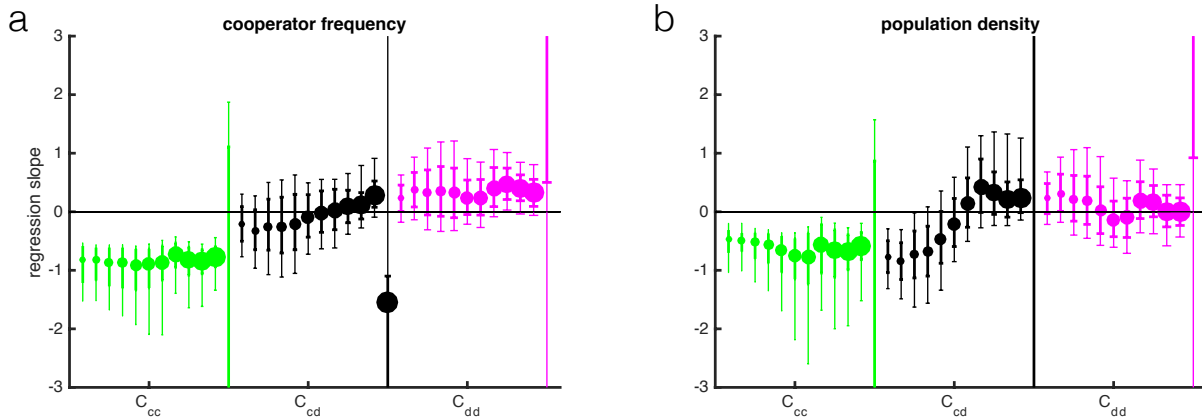 a
cooperator frequency
regression slope
3
2
1
0
-1
-2
-3
C_cc
C_cd
C_dd
b
population density
3
2
1
0
-1
-2
-3
C_cc
C_cd
C_dd